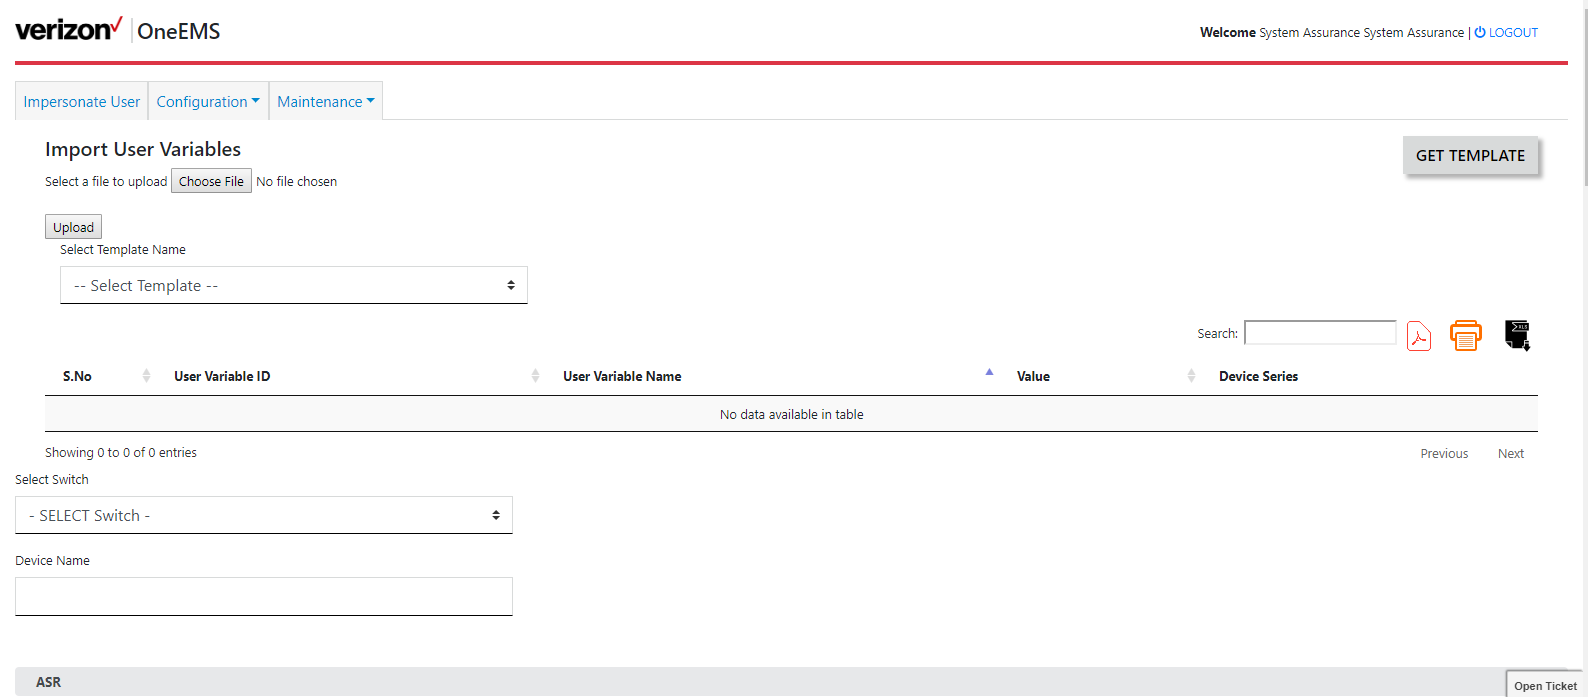 verizon✓ | OneEMS
Welcome System Assurance System Assurance | LOGOUT
Impersonate User Configuration Maintenance
Import User Variables
GET TEMPLATE
Select a file to upload Choose File No file chosen
Upload
Select Template Name
-- Select Template --
Search:
XLS
S.No User Variable ID User Variable Name Value Device Series
No data available in table
Showing 0 to 0 of 0 entries
Previous Next
Select Switch
- SELECT Switch -
Device Name
ASR
Open Ticket